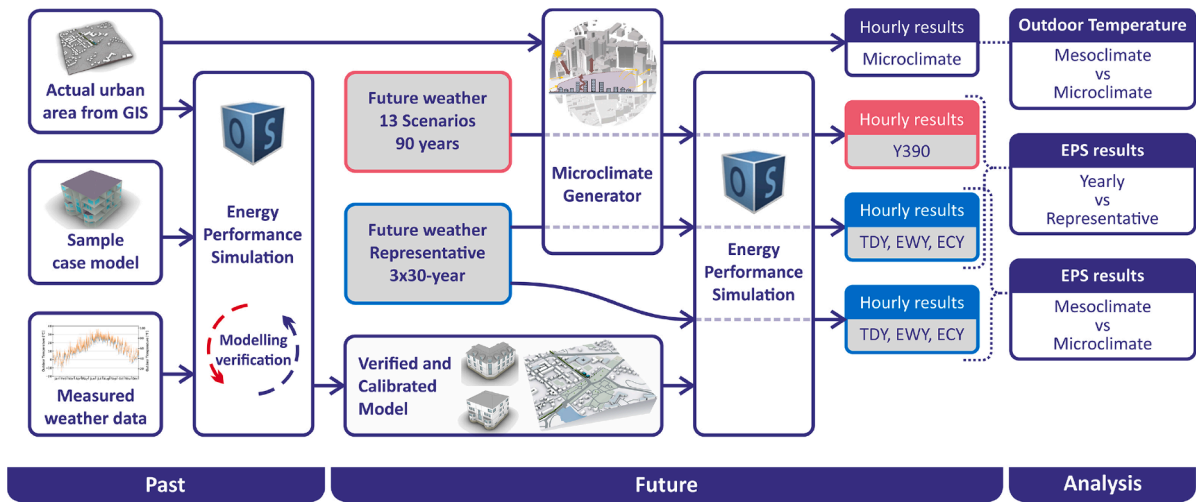 Actual urban
area from GIS
Sample
case model
Measured
weather data
OS
Energy
Performance
Simulation
Modelling
verification
Future weather
13 Scenarios
90 years
Future weather
Representative
3x30-year
Verified and
Calibrated
Model
Microclimate
Generator
OS
Energy
Performance
Simulation
Hourly results
Microclimate
Hourly results
Y390
Hourly results
TDY, EWY, ECY
Hourly results
TDY, EWY, ECY
Outdoor Temperature
Mesoclimate
vs
Microclimate
EPS results
Yearly
vs
Representative
EPS results
Mesoclimate
vs
Microclimate
Past
Future
Analysis